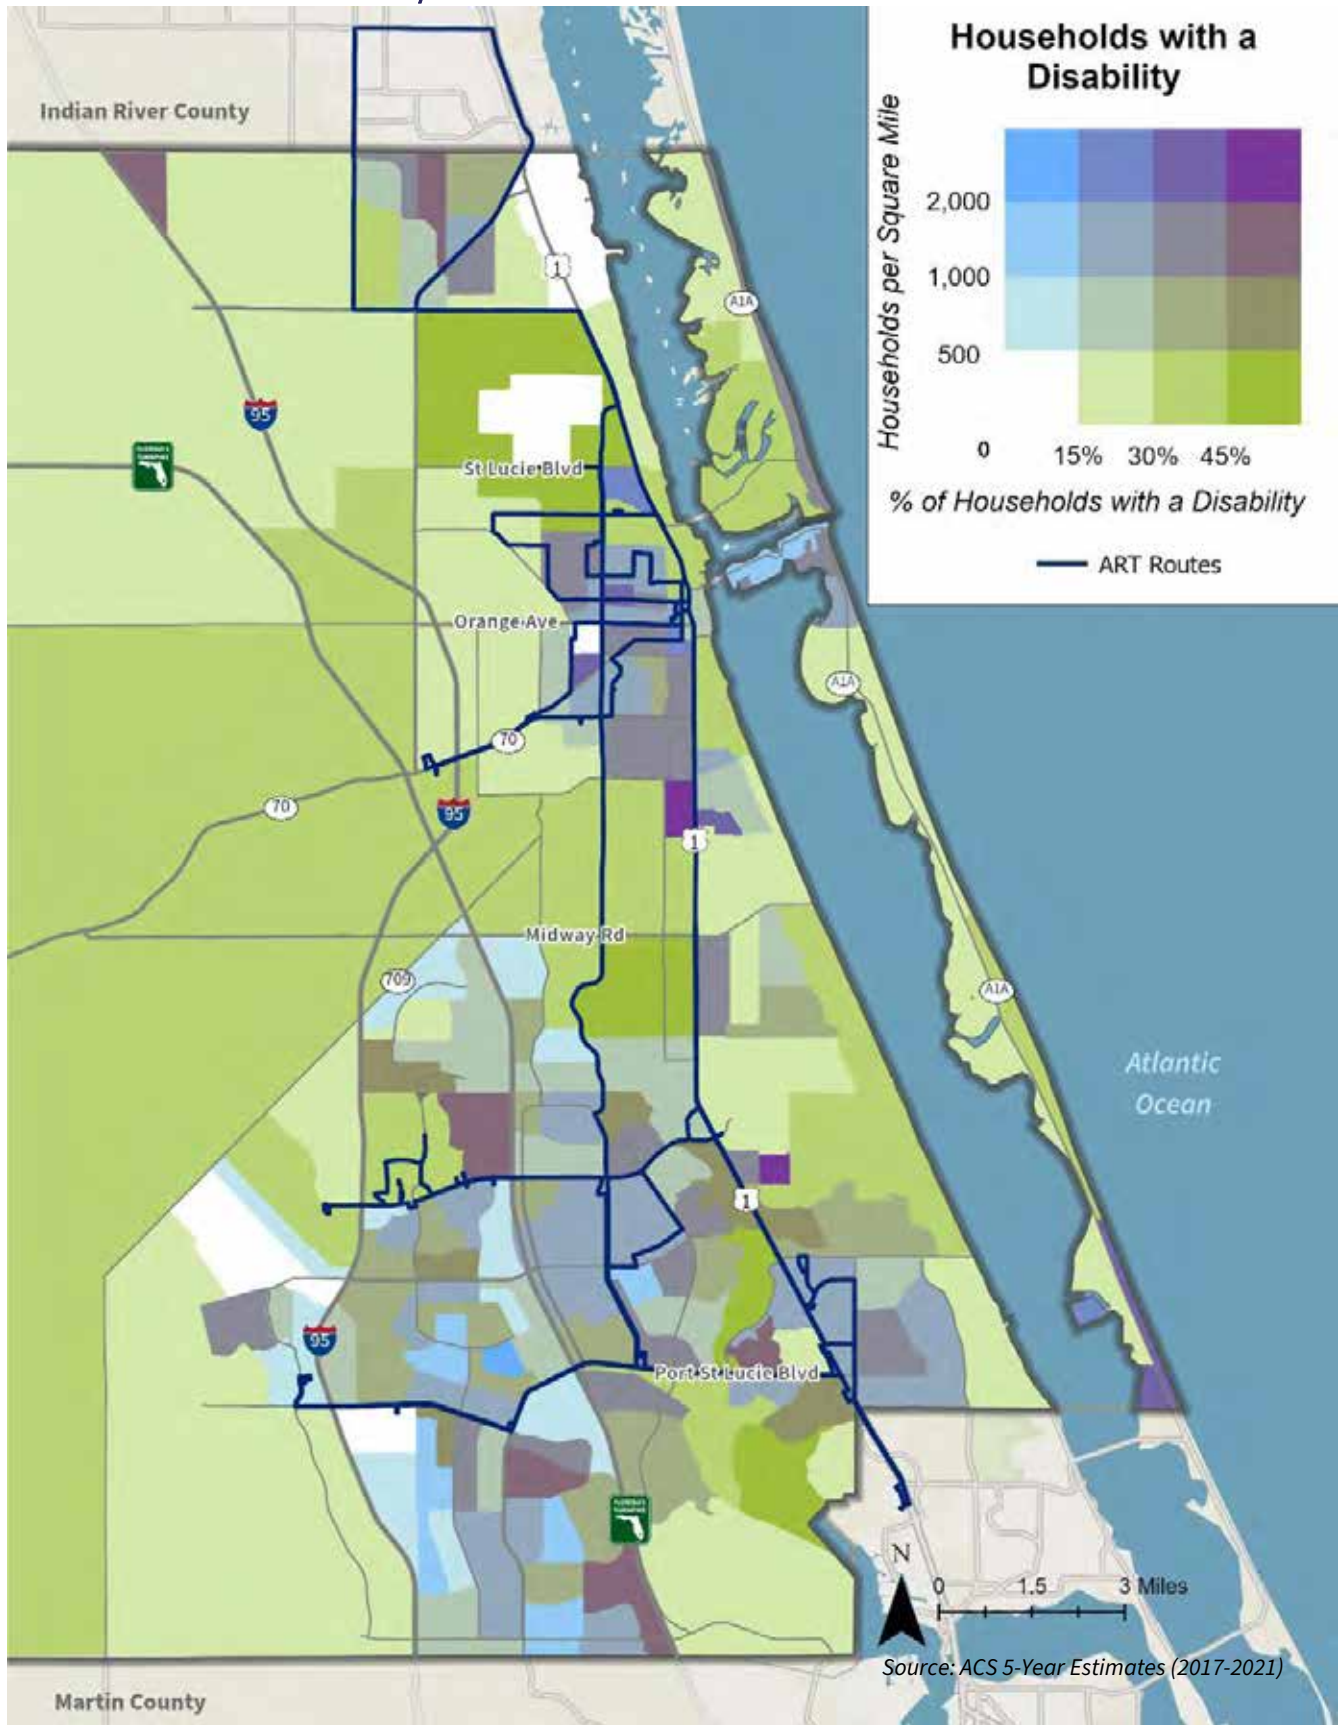 Households with a
Disability
Households per Square Mile
2,000
1,000
500
0
15% 30% 45%
% of Households with a Disability
ART Routes
Indian River County
1
A1A
95
St Lucie Blvd
Orange Ave
A1A
70
70
95
1
Midway Rd
709
A1A
Atlantic
Ocean
1
95
Port St Lucie Blvd
N
0 1.5 3 Miles
Source: ACS 5-Year Estimates (2017-2021)
Martin County